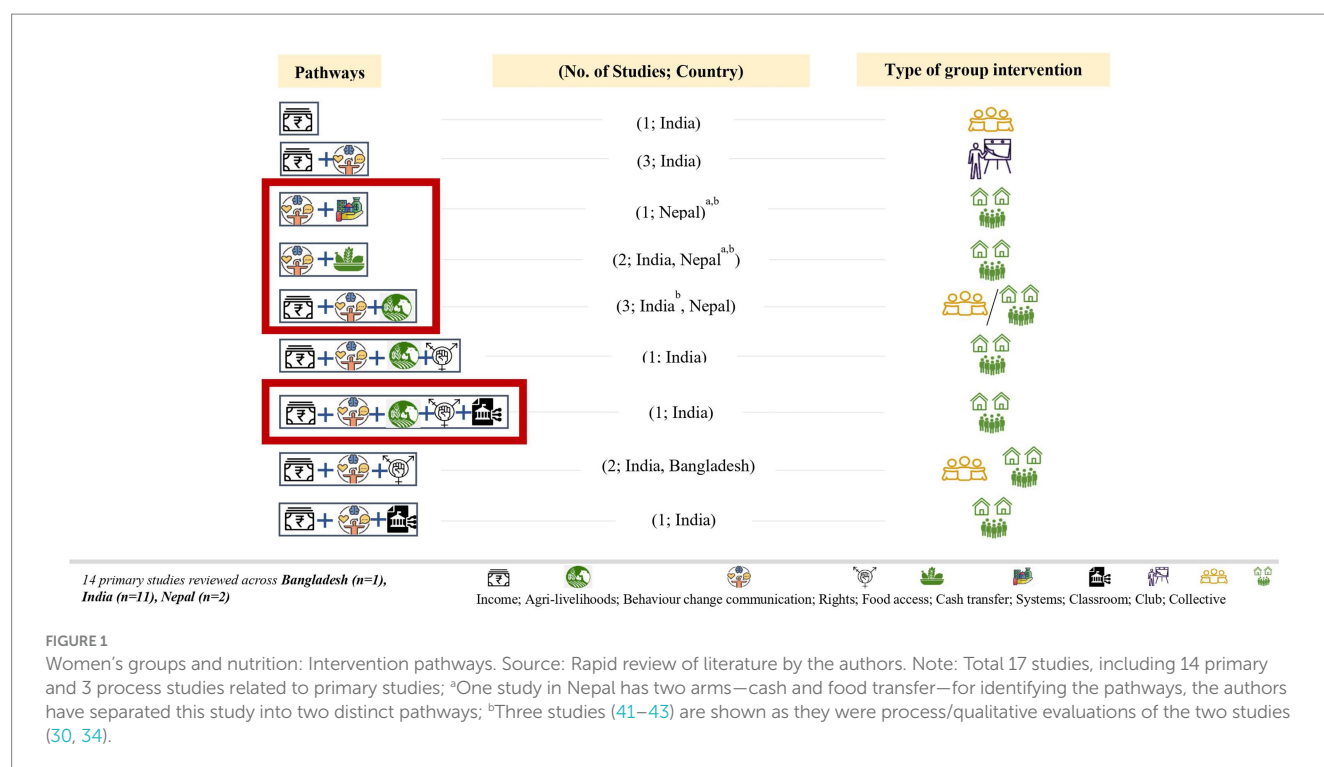 Pathways
(No. of Studies; Country)
Type of group intervention
(1; India)
(3; India)
(1; Nepal)a,b
(2; India, Nepala,b)
(3; Indiab, Nepal)
(1; India)
(1; India)
(2; India, Bangladesh)
(1; India)
14 primary studies reviewed across Bangladesh (n=1),
India (n=11), Nepal (n=2)
Income; Agri-livelihoods; Behaviour change communication; Rights; Food access; Cash transfer; Systems; Classroom; Club; Collective
FIGURE 1
Women's groups and nutrition: Intervention pathways. Source: Rapid review of literature by the authors. Note: Total 17 studies, including 14 primary
and 3 process studies related to primary studies; aOne study in Nepal has two arms—cash and food transfer—for identifying the pathways, the authors
have separated this study into two distinct pathways; bThree studies (41–43) are shown as they were process/qualitative evaluations of the two studies
(30, 34).